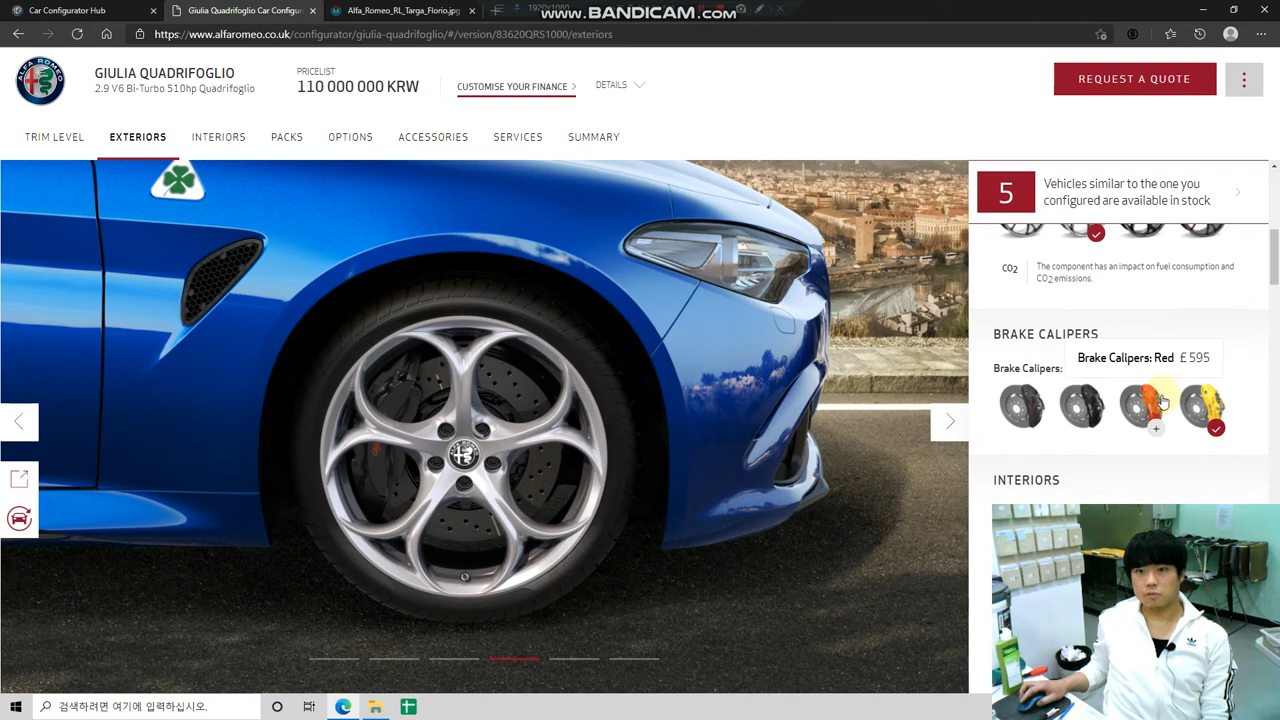 1920x1080
www.BANDICAM.com
Car Configurator Hub
Giulia Quadrifoglio Car Configur
Alfa_Romeo_RL_Targa_Florio.jpg
https://www.alfaromeo.co.uk/configurator/giulia-quadrifoglio/#/version/83620QRS1000/exteriors
ALFA ROMEO
GIULIA QUADRIFOGLIO
2.9 V6 Bi-Turbo 510hp Quadrifoglio
PRICELIST
110 000 000 KRW
CUSTOMISE YOUR FINANCE
DETAILS
REQUEST A QUOTE
TRIM LEVEL
EXTERIORS
INTERIORS
PACKS
OPTIONS
ACCESSORIES
SERVICES
SUMMARY
5
Vehicles similar to the one you
configured are available in stock
CO2
The component has an impact on fuel consumption and
CO2 emissions.
BRAKE CALIPERS
Brake Calipers: Red £ 595
Brake Calipers:
INTERIORS
검색하려면 여기에 입력하십시오.